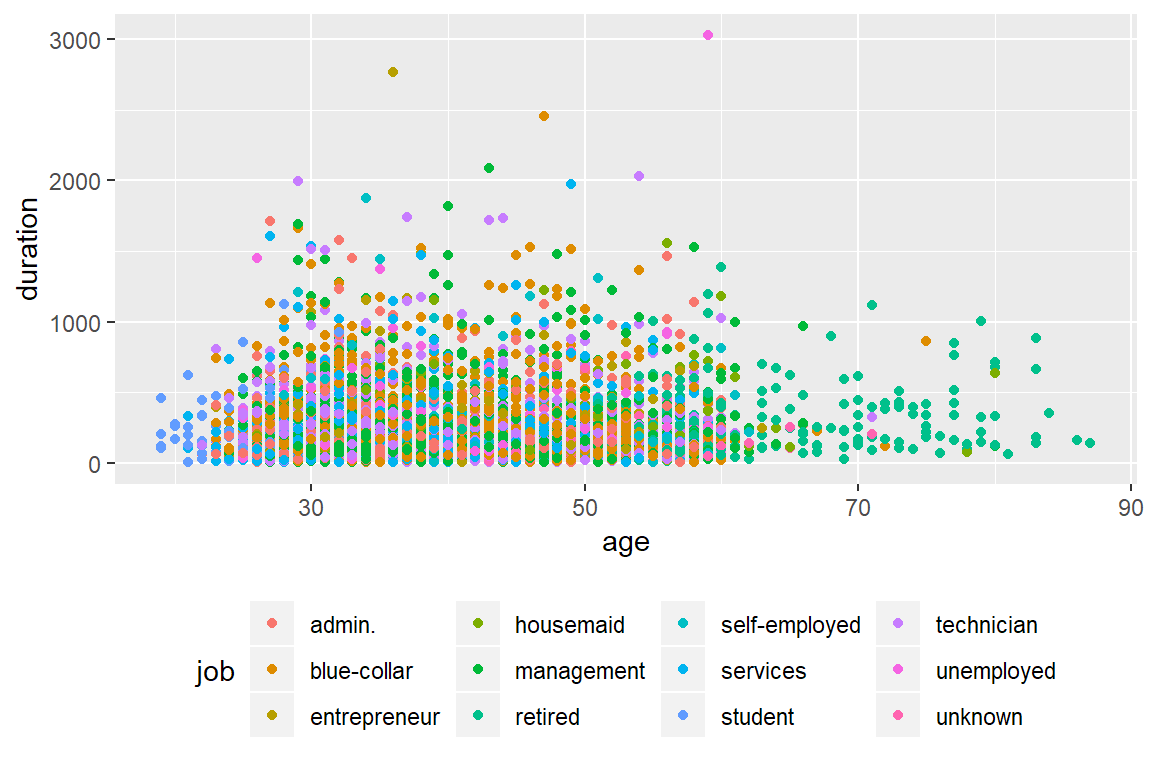 3000
2000
1000
0
duration
30 50 70 90
age
job
admin. housemaid self-employed technician
blue-collar management services unemployed
entrepreneur retired student unknown